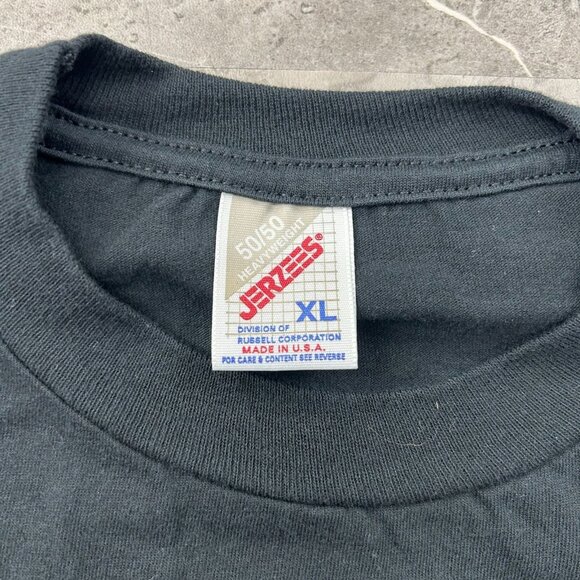 50/50
HEAVYWEIGHT
JERZEES®
XL
DIVISION OF
RUSSELL CORPORATION
MADE IN U.S.A.
FOR CARE & CONTENT SEE REVERSE